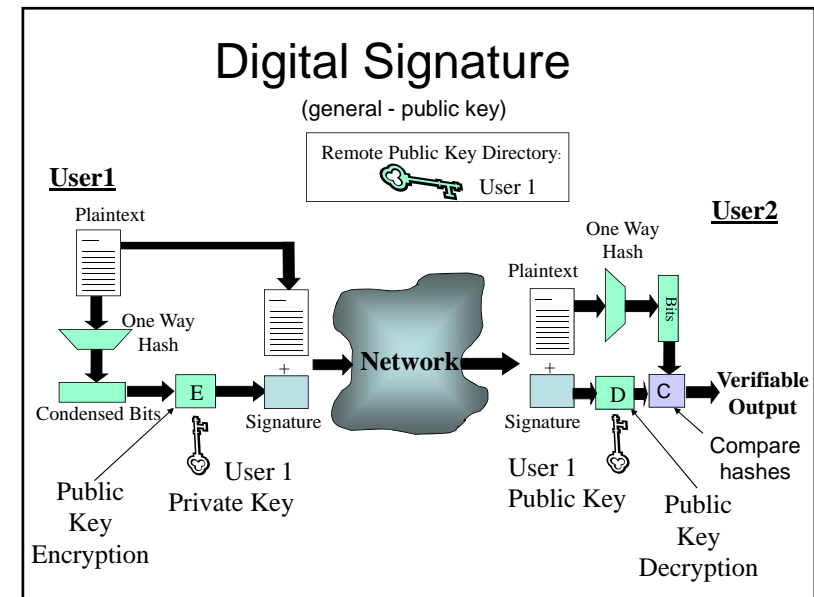 Digital Signature
(general - public key)
Remote Public Key Directory:
User 1
User1
Plaintext
One Way
Hash
Condensed Bits
E
+
Signature
User 1
Private Key
Public
Key
Encryption
Network
User2
One Way
Hash
Plaintext
Bits
+
Signature
D
C
Verifiable
Output
Compare
hashes
User 1
Public Key
Public
Key
Decryption